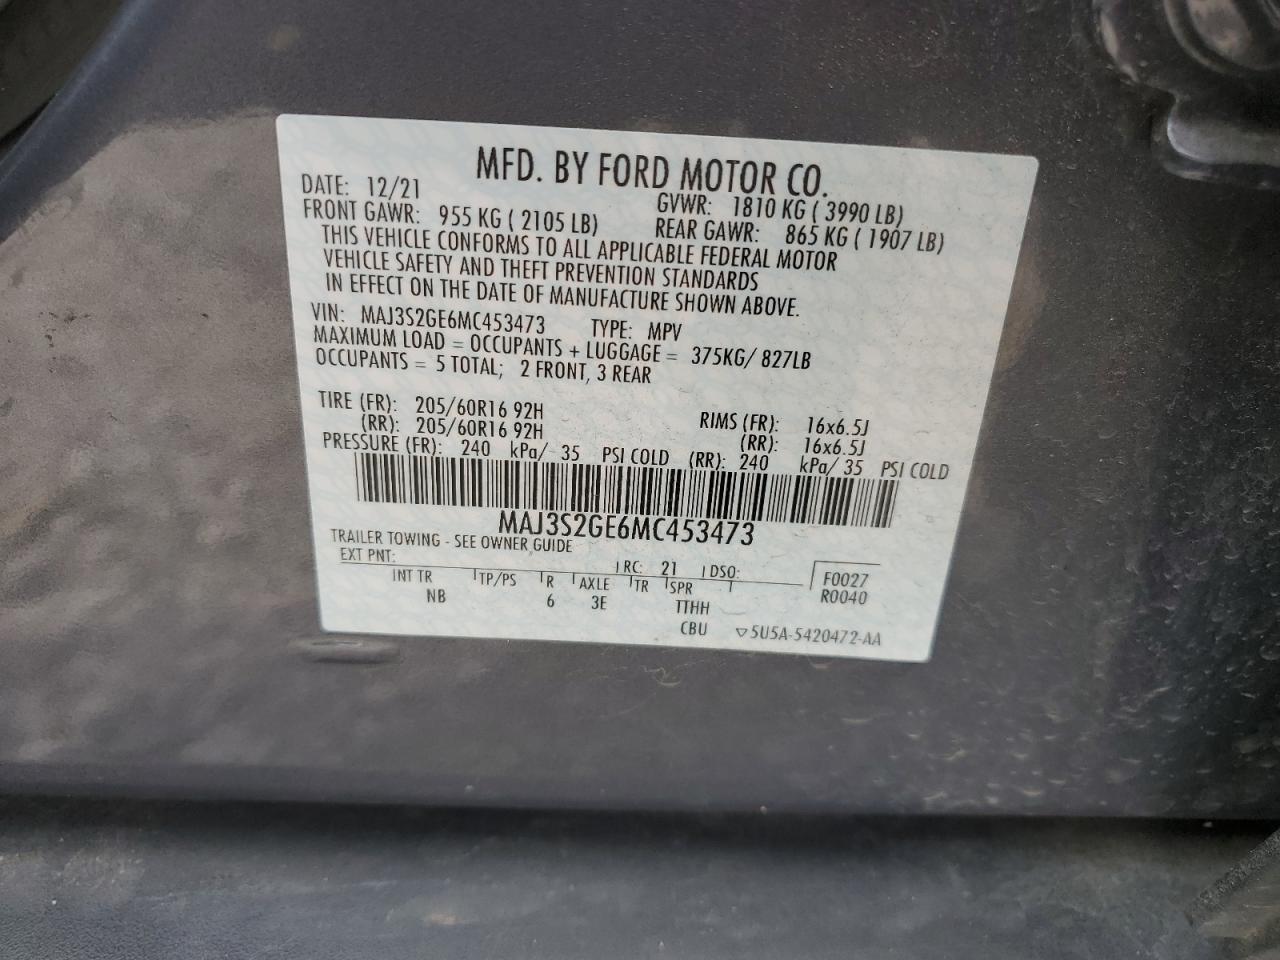 MFD. BY FORD MOTOR CO.
DATE: 12/21 GVWR: 1810 KG ( 3990 LB)
FRONT GAWR: 955 KG ( 2105 LB) REAR GAWR: 865 KG ( 1907 LB)
THIS VEHICLE CONFORMS TO ALL APPLICABLE FEDERAL MOTOR
VEHICLE SAFETY AND THEFT PREVENTION STANDARDS
IN EFFECT ON THE DATE OF MANUFACTURE SHOWN ABOVE.
VIN: MAJ3S2GE6MC453473 TYPE: MPV
MAXIMUM LOAD = OCCUPANTS + LUGGAGE = 375KG/ 827LB
OCCUPANTS = 5 TOTAL; 2 FRONT, 3 REAR
TIRE (FR): 205/60R16 92H RIMS (FR): 16x6.5J
(RR): 205/60R16 92H (RR): 16x6.5J
PRESSURE (FR): 240 kPa/ 35 PSI COLD (RR): 240 kPa/ 35 PSI COLD
MAJ3S2GE6MC453473
TRAILER TOWING - SEE OWNER GUIDE
EXT PNT: RC: 21 DSO: F0027
INT TR TP/PS R AXLE TR SPR R0040
NB 6 3E TTHH
CBU ▽5U5A-5420472-AA